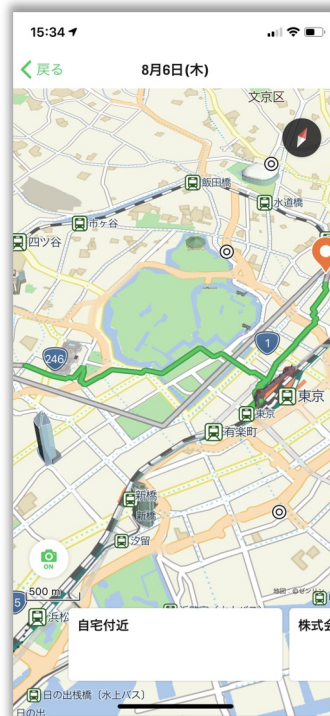 15:34
戻る
8月6日(木)
文京区
飯田橋
水道橋
市ケ谷
四ツ谷
246
1
東京
東京
有楽町
新橋
新橋
汐留
ON
500 m
5
浜松
自宅付近
株式会
日の出桟橋（水上バス）
日の出